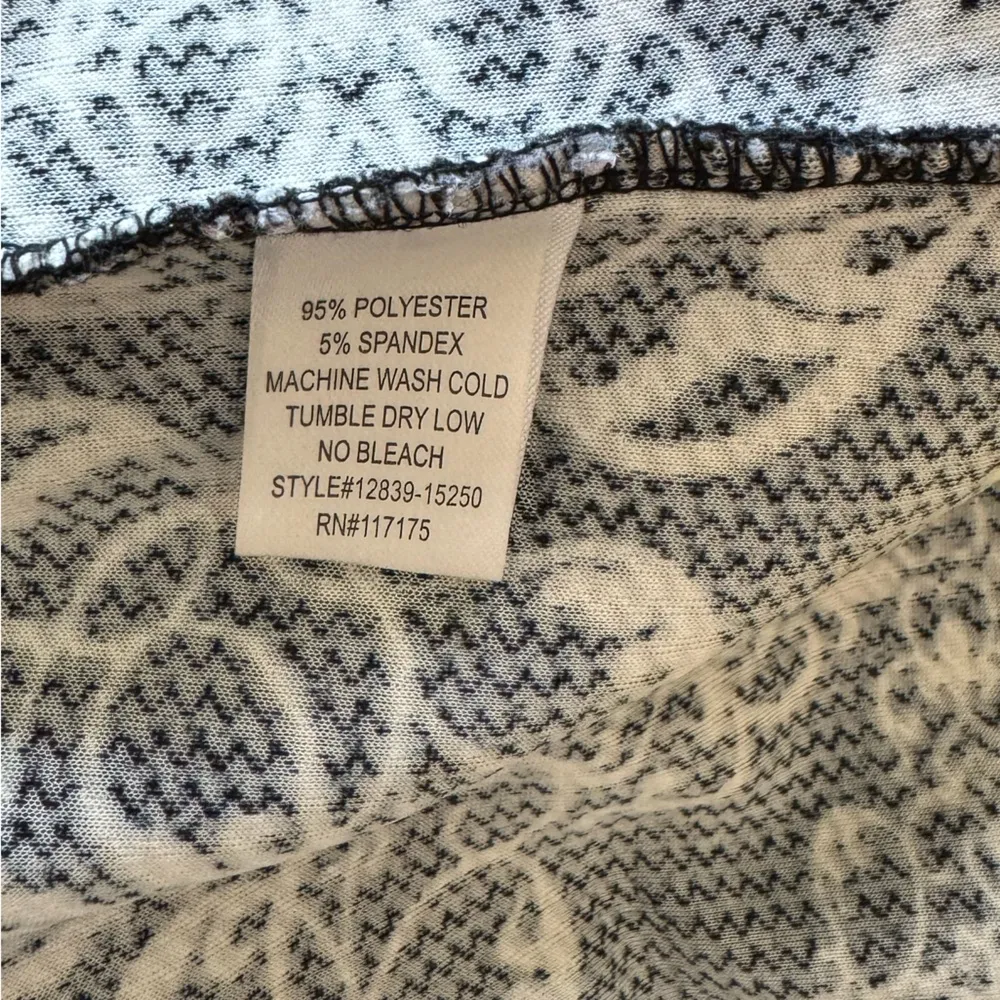 95% POLYESTER
5% SPANDEX
MACHINE WASH COLD
TUMBLE DRY LOW
NO BLEACH
STYLE#12839-15250
RN#117175